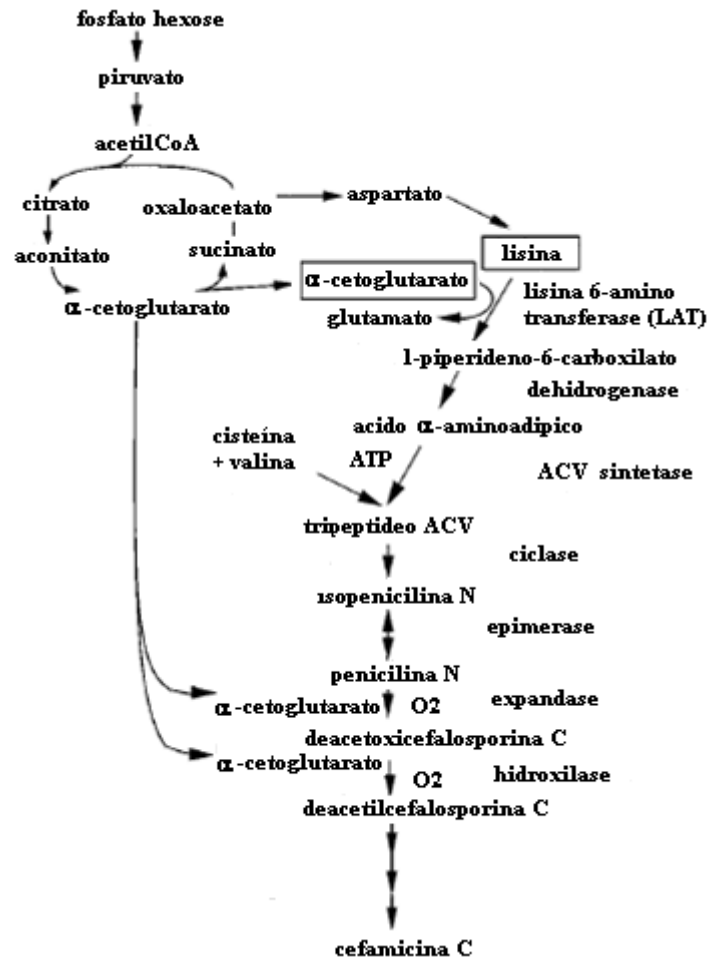 fosfato hexose
piruvato
acetilCoA
citrato
oxaloacetato
aspartato
aconitato
sucinato
lisina
α-cetoglutarato
α-cetoglutarato
glutamato
lisina 6-amino
transferase (LAT)
1-piperideno-6-carboxilato
dehidrogenase
acido α-aminoadipico
cisteína
+ valina
ATP
ACV sintetase
tripeptideo ACV
ciclase
isopenicilina N
epimerase
penicilina N
α-cetoglutarato
O2
expandase
deacetoxicefalosporina C
α-cetoglutarato
O2
hidroxilase
deacetilcefalosporina C
cefamicina C